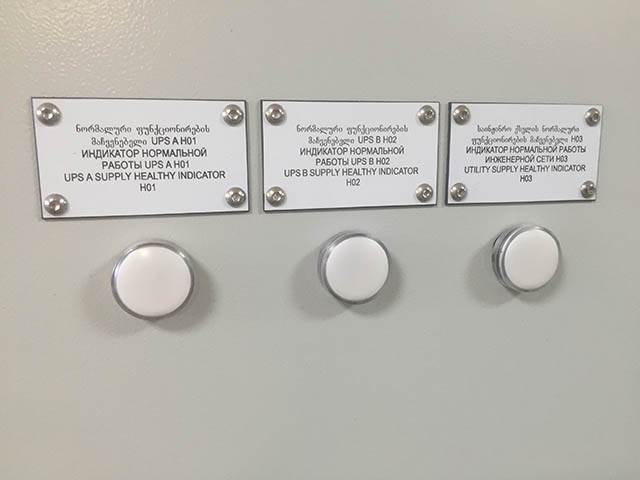 ნორმალური ფუნქციონირების
მაჩვენებელი UPS A H01
ИНДИКАТОР НОРМАЛЬНОЙ
РАБОТЫ UPS A H01
UPS A SUPPLY HEALTHY INDICATOR
H01
ნორმალური ფუნქციონირების
მაჩვენებელი UPS B H02
ИНДИКАТОР НОРМАЛЬНОЙ
РАБОТЫ UPS B H02
UPS B SUPPLY HEALTHY INDICATOR
H02
საინჟინრო ქსელის ნორმალური
ფუნქციონირების მაჩვენებელი H03
ИНДИКАТОР НОРМАЛЬНОЙ РАБОТЫ
ИНЖЕНЕРНОЙ СЕТИ H03
UTILITY SUPPLY HEALTHY INDICATOR
H03